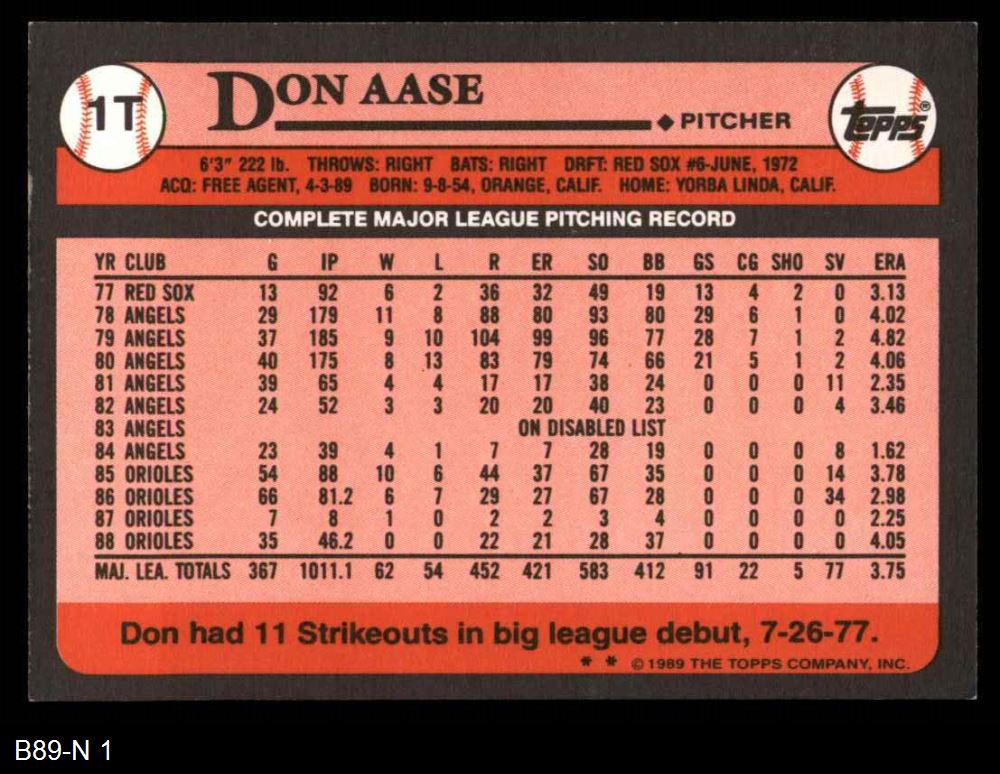 1T
DON AASE
◆ PITCHER
TOPPS®
6'3" 222 lb. THROWS: RIGHT BATS: RIGHT DRFT: RED SOX #6-JUNE, 1972
ACQ: FREE AGENT, 4-3-89 BORN: 9-8-54, ORANGE, CALIF. HOME: YORBA LINDA, CALIF.
COMPLETE MAJOR LEAGUE PITCHING RECORD
YR CLUB G IP W L R ER SO BB GS CG SHO SV ERA
77 RED SOX 13 92 6 2 36 32 49 19 13 4 2 0 3.13
78 ANGELS 29 179 11 8 88 80 93 80 29 6 1 0 4.02
79 ANGELS 37 185 9 10 104 99 96 77 28 7 1 2 4.82
80 ANGELS 40 175 8 13 83 79 74 66 21 5 1 2 4.06
81 ANGELS 39 65 4 4 17 17 38 24 0 0 0 11 2.35
82 ANGELS 24 52 3 3 20 20 40 23 0 0 0 4 3.46
83 ANGELS ON DISABLED LIST
84 ANGELS 23 39 4 1 7 7 28 19 0 0 0 8 1.62
85 ORIOLES 54 88 10 6 44 37 67 35 0 0 0 14 3.78
86 ORIOLES 66 81.2 6 7 29 27 67 28 0 0 0 34 2.98
87 ORIOLES 7 8 1 0 2 2 3 4 0 0 0 0 2.25
88 ORIOLES 35 46.2 0 0 22 21 28 37 0 0 0 0 4.05
MAJ. LEA. TOTALS 367 1011.1 62 54 452 421 583 412 91 22 5 77 3.75
Don had 11 Strikeouts in big league debut, 7-26-77.
* * © 1989 THE TOPPS COMPANY, INC.
B89-N 1